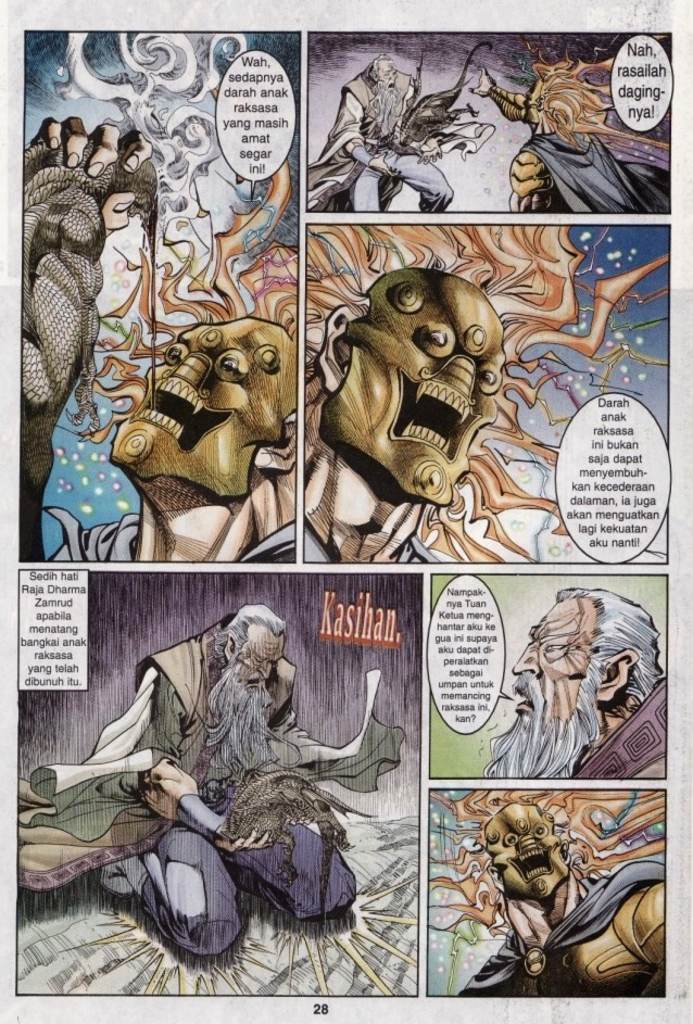 Wah,
sedapnya
darah anak
raksasa
yang masih
amat
segar
ini!
Nah,
rasailah
daging-
nya!
Darah
anak
raksasa
ini bukan
saja dapat
menyembuh-
kan kecederaan
dalaman, ia juga
akan menguatkan
lagi kekuatan
aku nanti!
Sedih hati
Raja Dharma
Zamrud
apabila
menatang
bangkai anak
raksasa
yang telah
dibunuh itu.
Kasihan.
Nampak-
nya Tuan
Ketua meng-
hantar aku ke
gua ini supaya
aku dapat di-
peralatkan
sebagai
umpan untuk
memancing
raksasa ini,
kan?
28